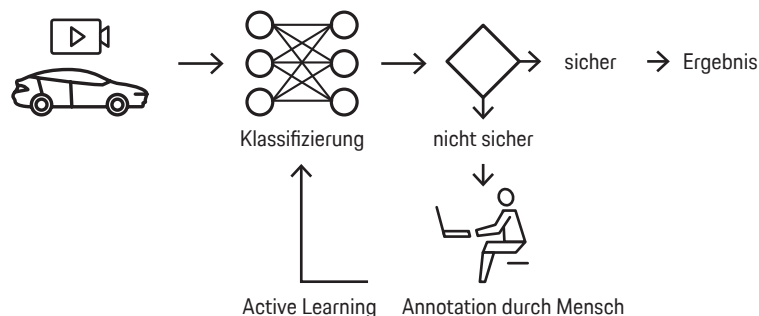 sicher
Ergebnis
Klassifizierung
nicht sicher
Active Learning
Annotation durch Mensch